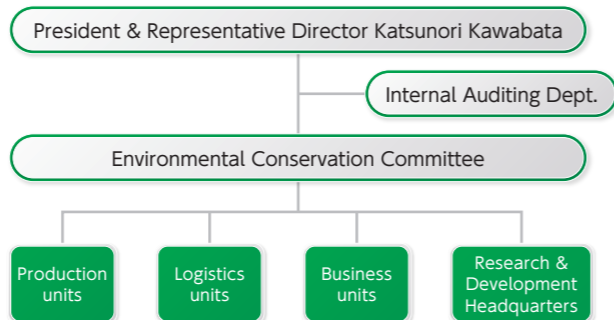 President & Representative Director Katsunori Kawabata
Internal Auditing Dept.
Environmental Conservation Committee
Production
units
Logistics
units
Business
units
Research &
Development
Headquarters